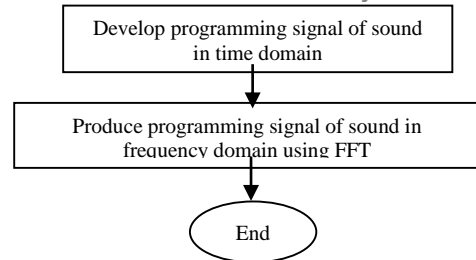 Develop programming signal of sound
in time domain
Produce programming signal of sound in
frequency domain using FFT
End